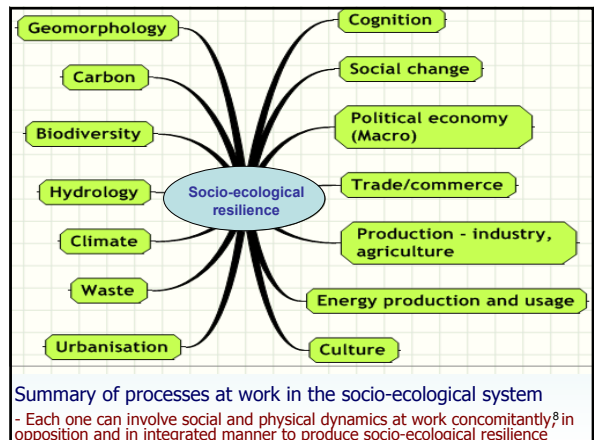 Geomorphology
Carbon
Biodiversity
Hydrology
Climate
Waste
Urbanisation
Socio-ecological
resilience
Cognition
Social change
Political economy
(Macro)
Trade/commerce
Production - industry,
agriculture
Energy production and usage
Culture
Summary of processes at work in the socio-ecological system
- Each one can involve social and physical dynamics at work concomitantly, in
8
opposition and in integrated manner to produce socio-ecological resilience